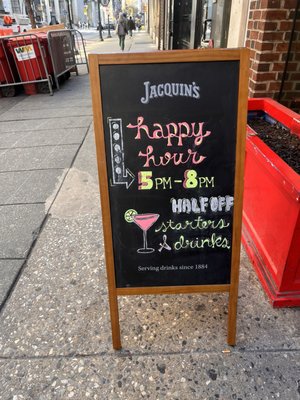 JACQUIN'S
happy
hour
5PM-8PM
HALF OFF
starters
& drinks
Serving drinks since 1884